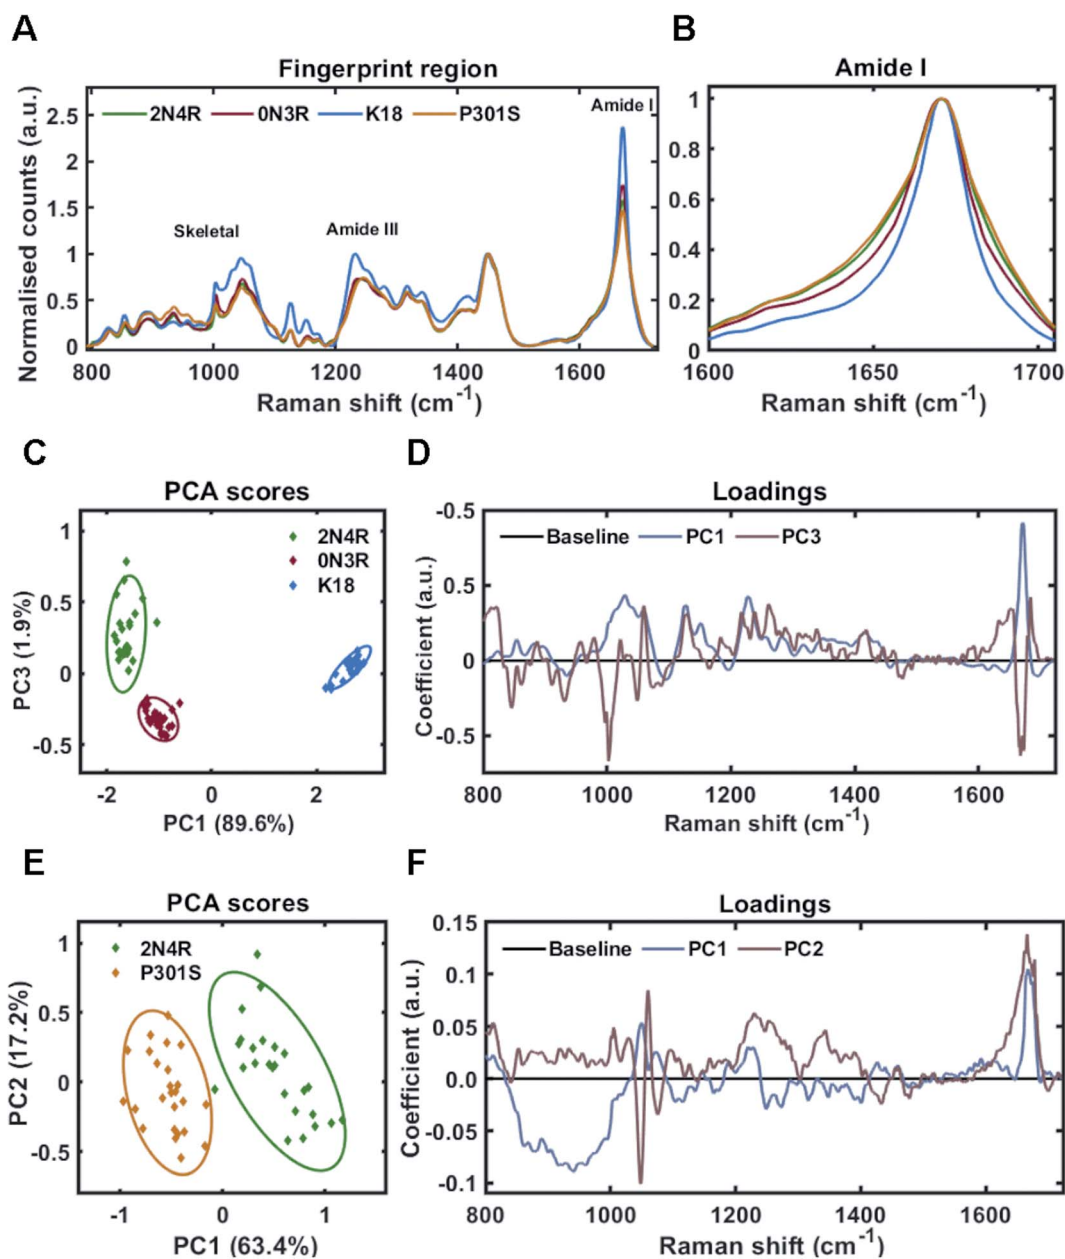 A
B
Fingerprint region
Amide I
Normalised counts (a.u.)
2.5
2
1.5
1
0.5
0
2N4R
0N3R
K18
P301S
Amide I
Skeletal
Amide III
800
1000
1200
1400
1600
Raman shift (cm-1)
1
0.8
0.6
0.4
0.2
0
1600
1650
1700
Raman shift (cm-1)
C
D
PCA scores
Loadings
PC3 (1.9%)
1
0.5
0
-0.5
2N4R
0N3R
K18
-2
0
2
PC1 (89.6%)
Coefficient (a.u.)
-0.5
0.5
0
-0.5
Baseline
PC1
PC3
800
1000
1200
1400
1600
Raman shift (cm-1)
E
F
PCA scores
Loadings
PC2 (17.2%)
1
0.5
0
-0.5
2N4R
P301S
-1
0
1
PC1 (63.4%)
Coefficient (a.u.)
0.15
0.1
0.05
0.0
-0.05
-0.1
Baseline
PC1
PC2
800
1000
1200
1400
1600
Raman shift (cm-1)